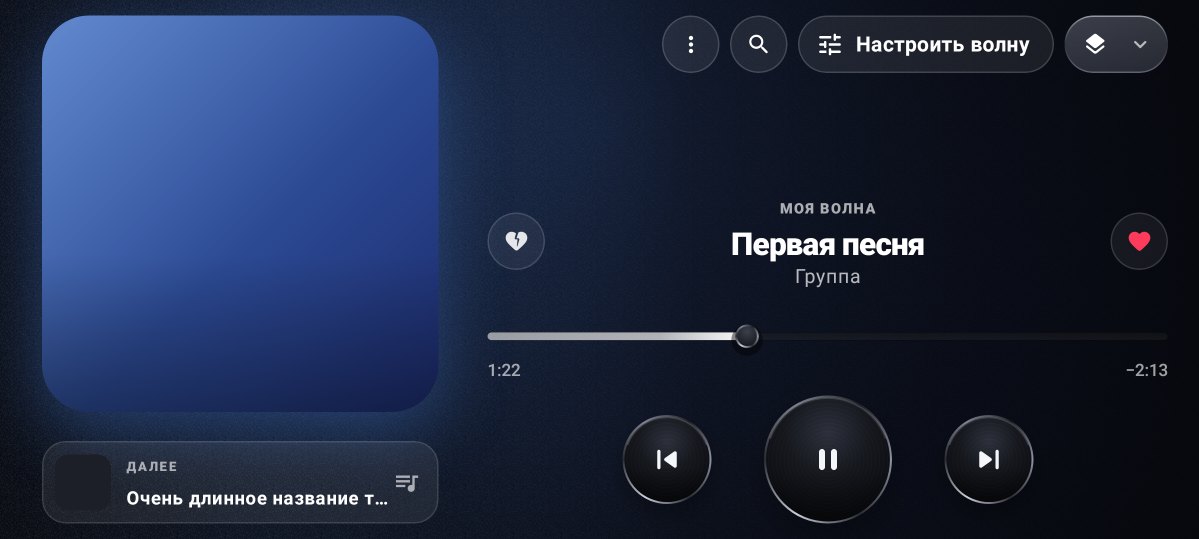 Настроить волну
МОЯ ВОЛНА
Первая песня
Группа
1:22
−2:13
ДАЛЕЕ
Очень длинное название т…